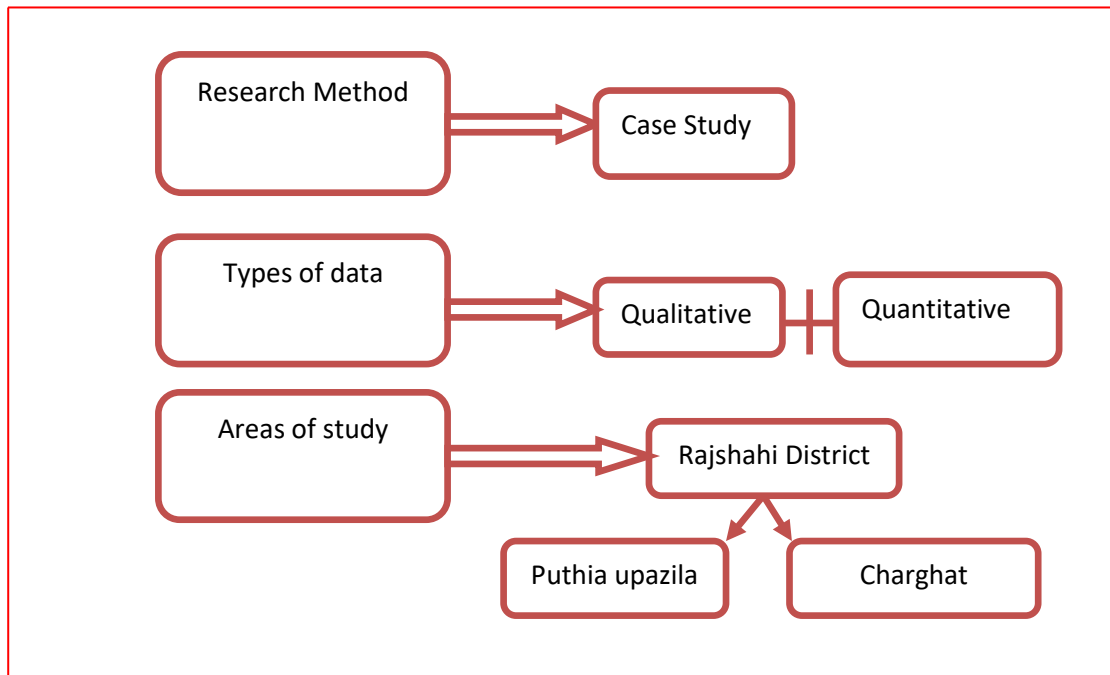 Research Method
Case Study
Types of data
Qualitative
Quantitative
Areas of study
Rajshahi District
Puthia upazila
Charghat